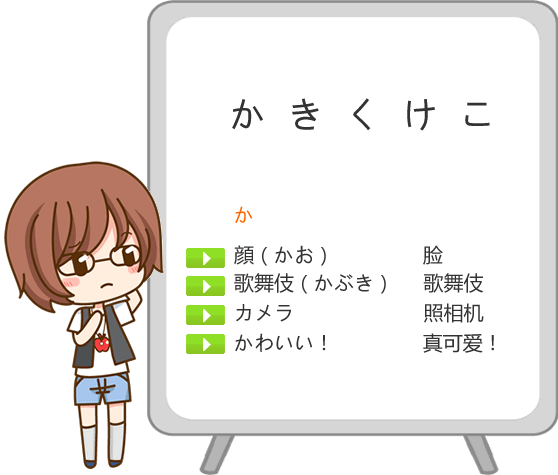 か き く け こ
か
顔 ( かお ) 脸
歌舞伎 ( かぶき ) 歌舞伎
カメラ 照相机
かわいい！ 真可爱！